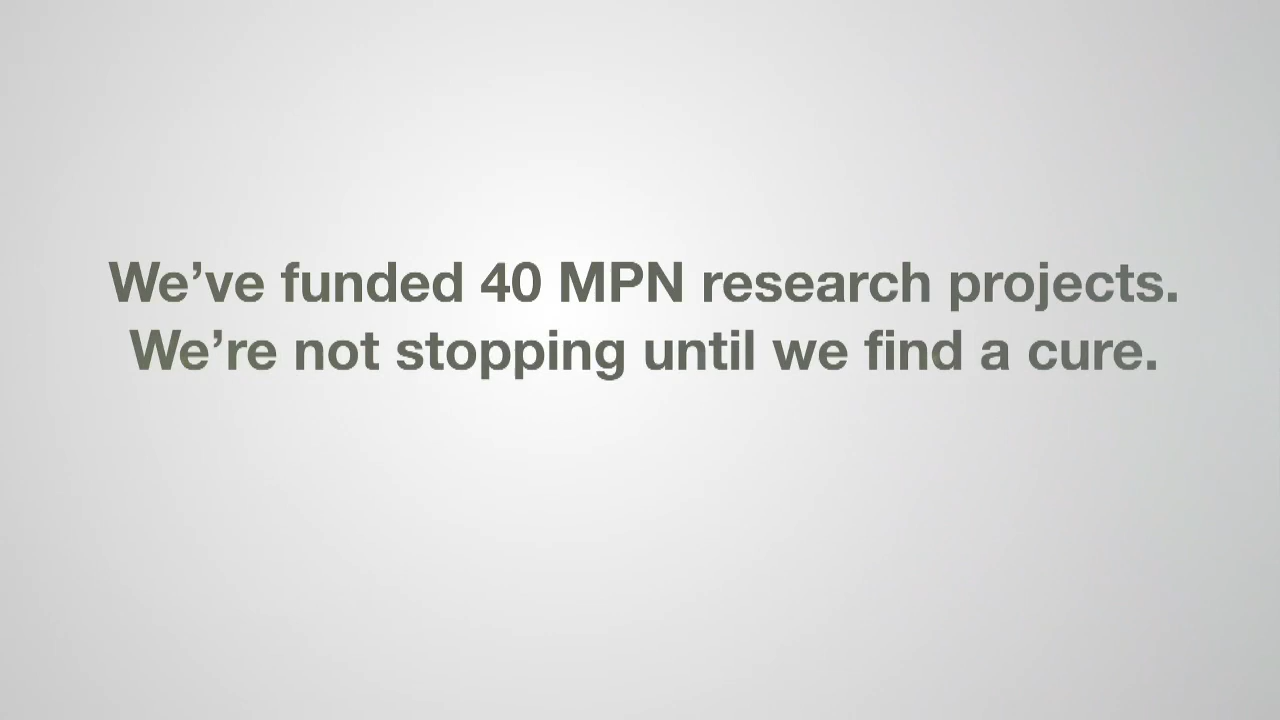 We’ve funded 40 MPN research projects.
We’re not stopping until we find a cure.